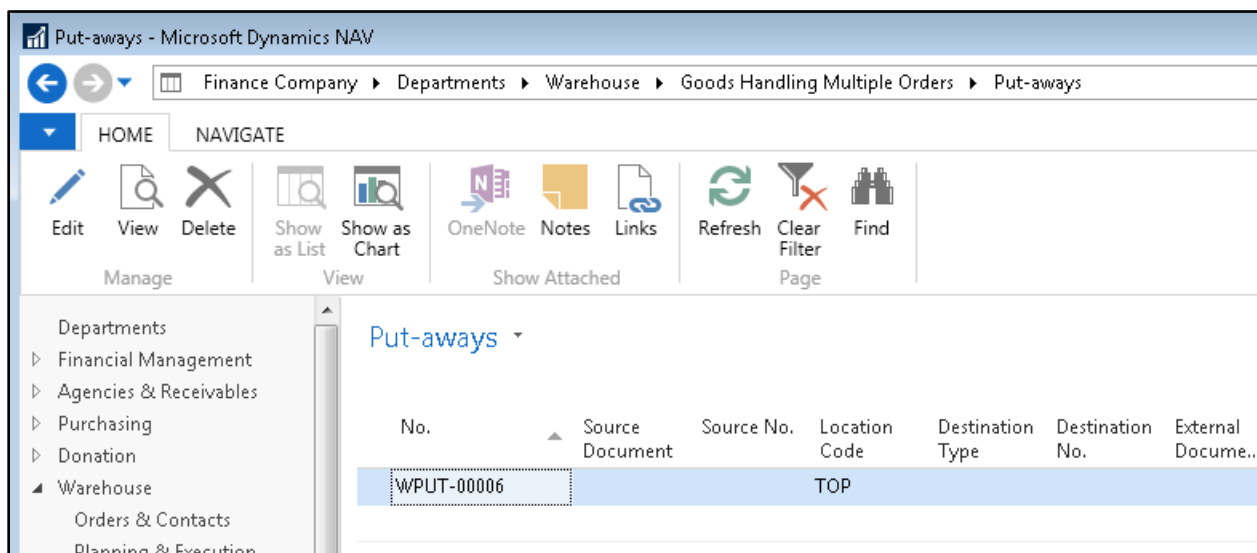 Put-aways - Microsoft Dynamics NAV
Finance Company Departments Warehouse Goods Handling Multiple Orders Put-aways
HOME NAVIGATE
Edit View Delete Show as List Show as Chart OneNote Notes Links Refresh Clear Filter Find
Manage View Show Attached Page
Departments
Financial Management
Agencies & Receivables
Purchasing
Donation
Warehouse
Orders & Contacts
Planning & Execution
Put-aways
No. Source Document Source No. Location Code Destination Type Destination No. External Docume..
WPUT-00006 TOP